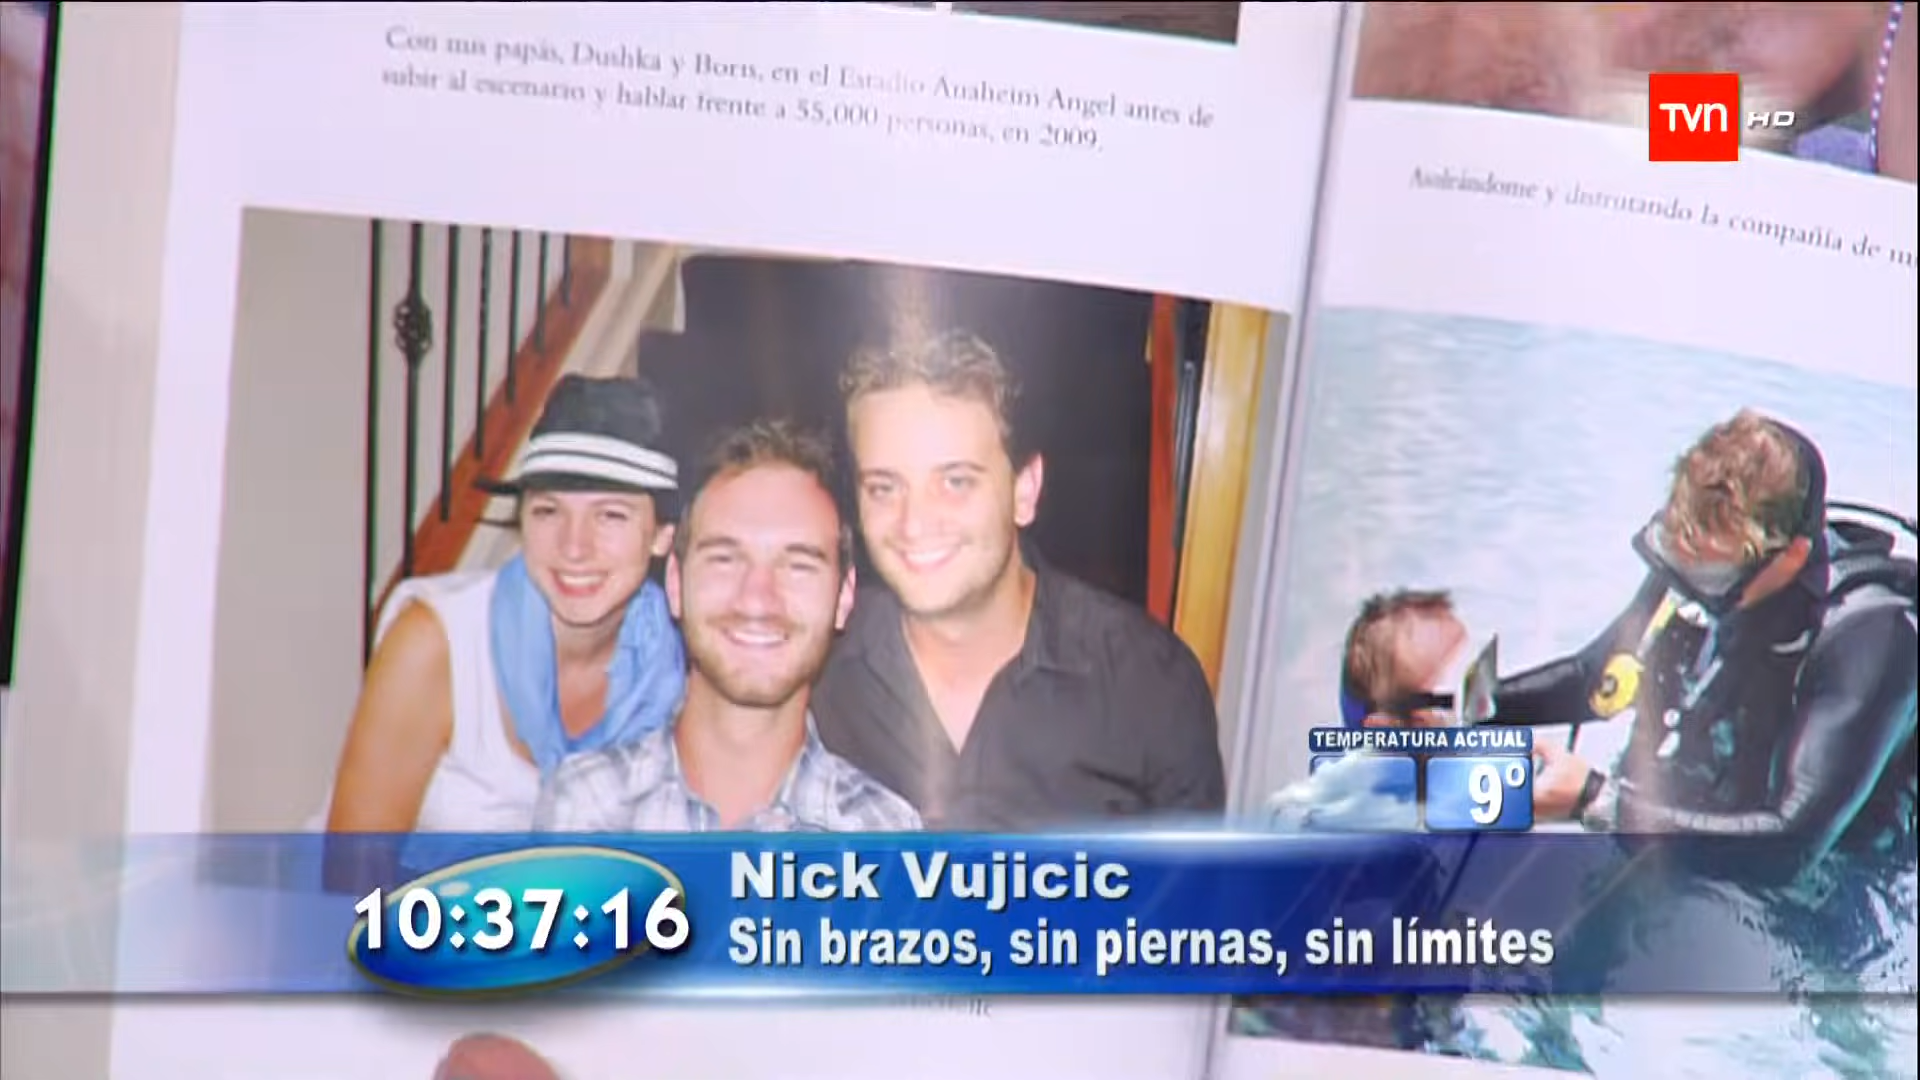 Con mis papás, Dushka y Boris, en el Estadio Anaheim Angel antes de
subir al escenario y hablar frente a 55,000 personas, en 2009.
TVN HD
Asoleándome y disfrutando la compañía de
TEMPERATURA ACTUAL
9°
10:37:16
Nick Vujicic
Sin brazos, sin piernas, sin límites